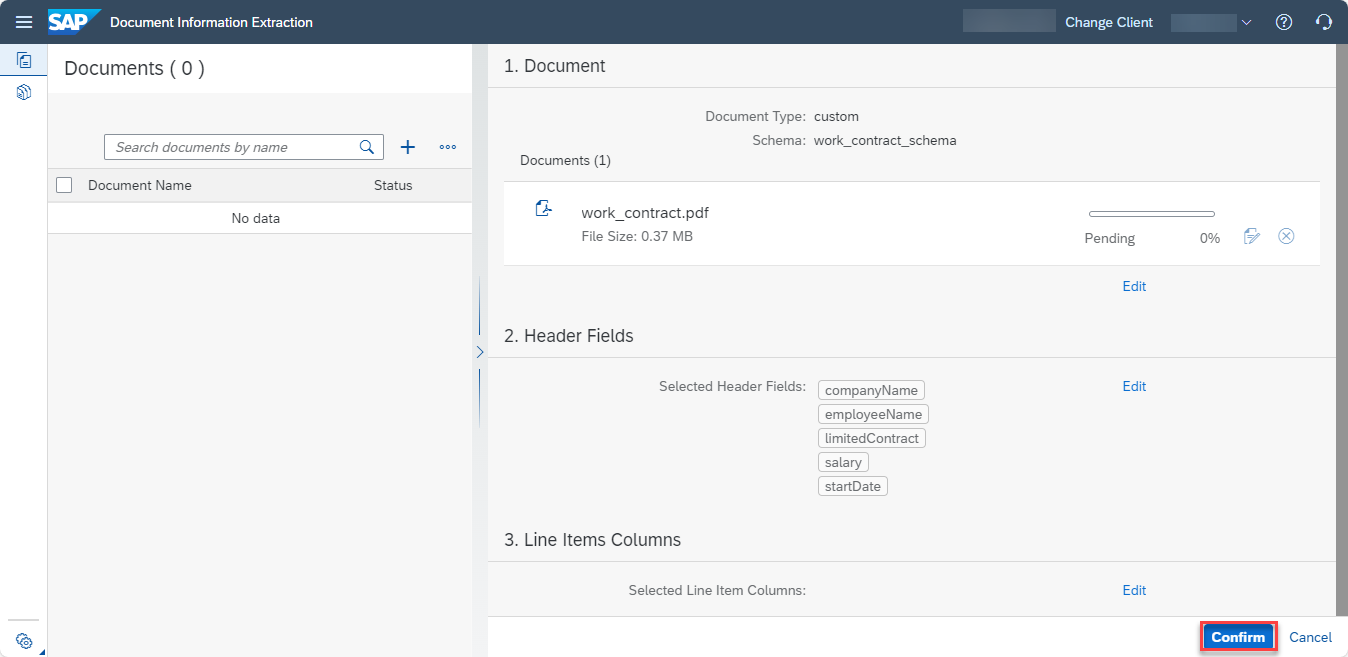 SAP Document Information Extraction Change Client
Documents ( 0 )
Search documents by name
Document Name Status
No data
1. Document
Document Type: custom
Schema: work_contract_schema
Documents (1)
work_contract.pdf
File Size: 0.37 MB
Pending 0%
Edit
2. Header Fields
Selected Header Fields: companyName Edit
employeeName
limitedContract
salary
startDate
3. Line Items Columns
Selected Line Item Columns: Edit
Confirm Cancel